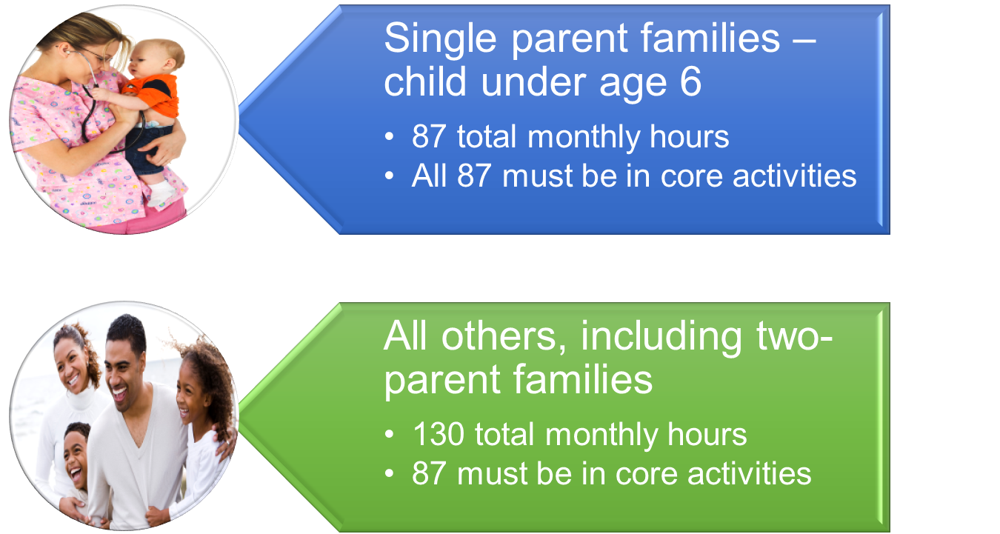 Single parent families –
child under age 6
• 87 total monthly hours
• All 87 must be in core activities
All others, including two-
parent families
• 130 total monthly hours
• 87 must be in core activities